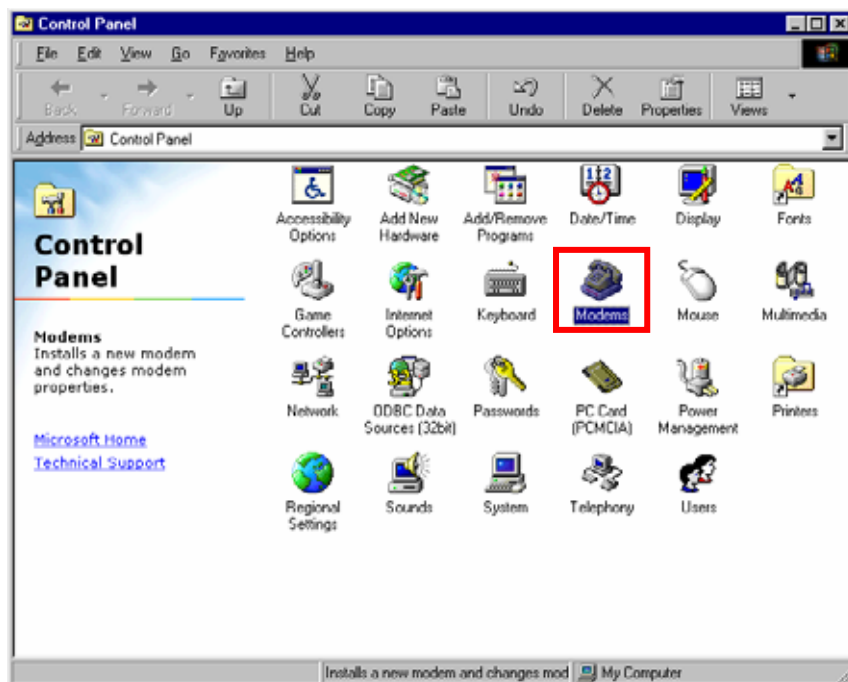 Control Panel
File Edit View Go Favorites Help
Back Forward Up Cut Copy Paste Undo Delete Properties Views
Address Control Panel
Control
Panel
Modems
Installs a new modem
and changes modem
properties.
Microsoft Home
Technical Support
Accessibility Options
Add New Hardware
Add/Remove Programs
12
Date/Time
Display
Fonts
Game Controllers
Internet Options
Keyboard
Modems
Mouse
Multimedia
Network
ODBC Data Sources (32bit)
Passwords
PC Card (PCMCIA)
Power Management
Printers
Regional Settings
Sounds
System
Telephony
Users
Installs a new modem and changes mod My Computer